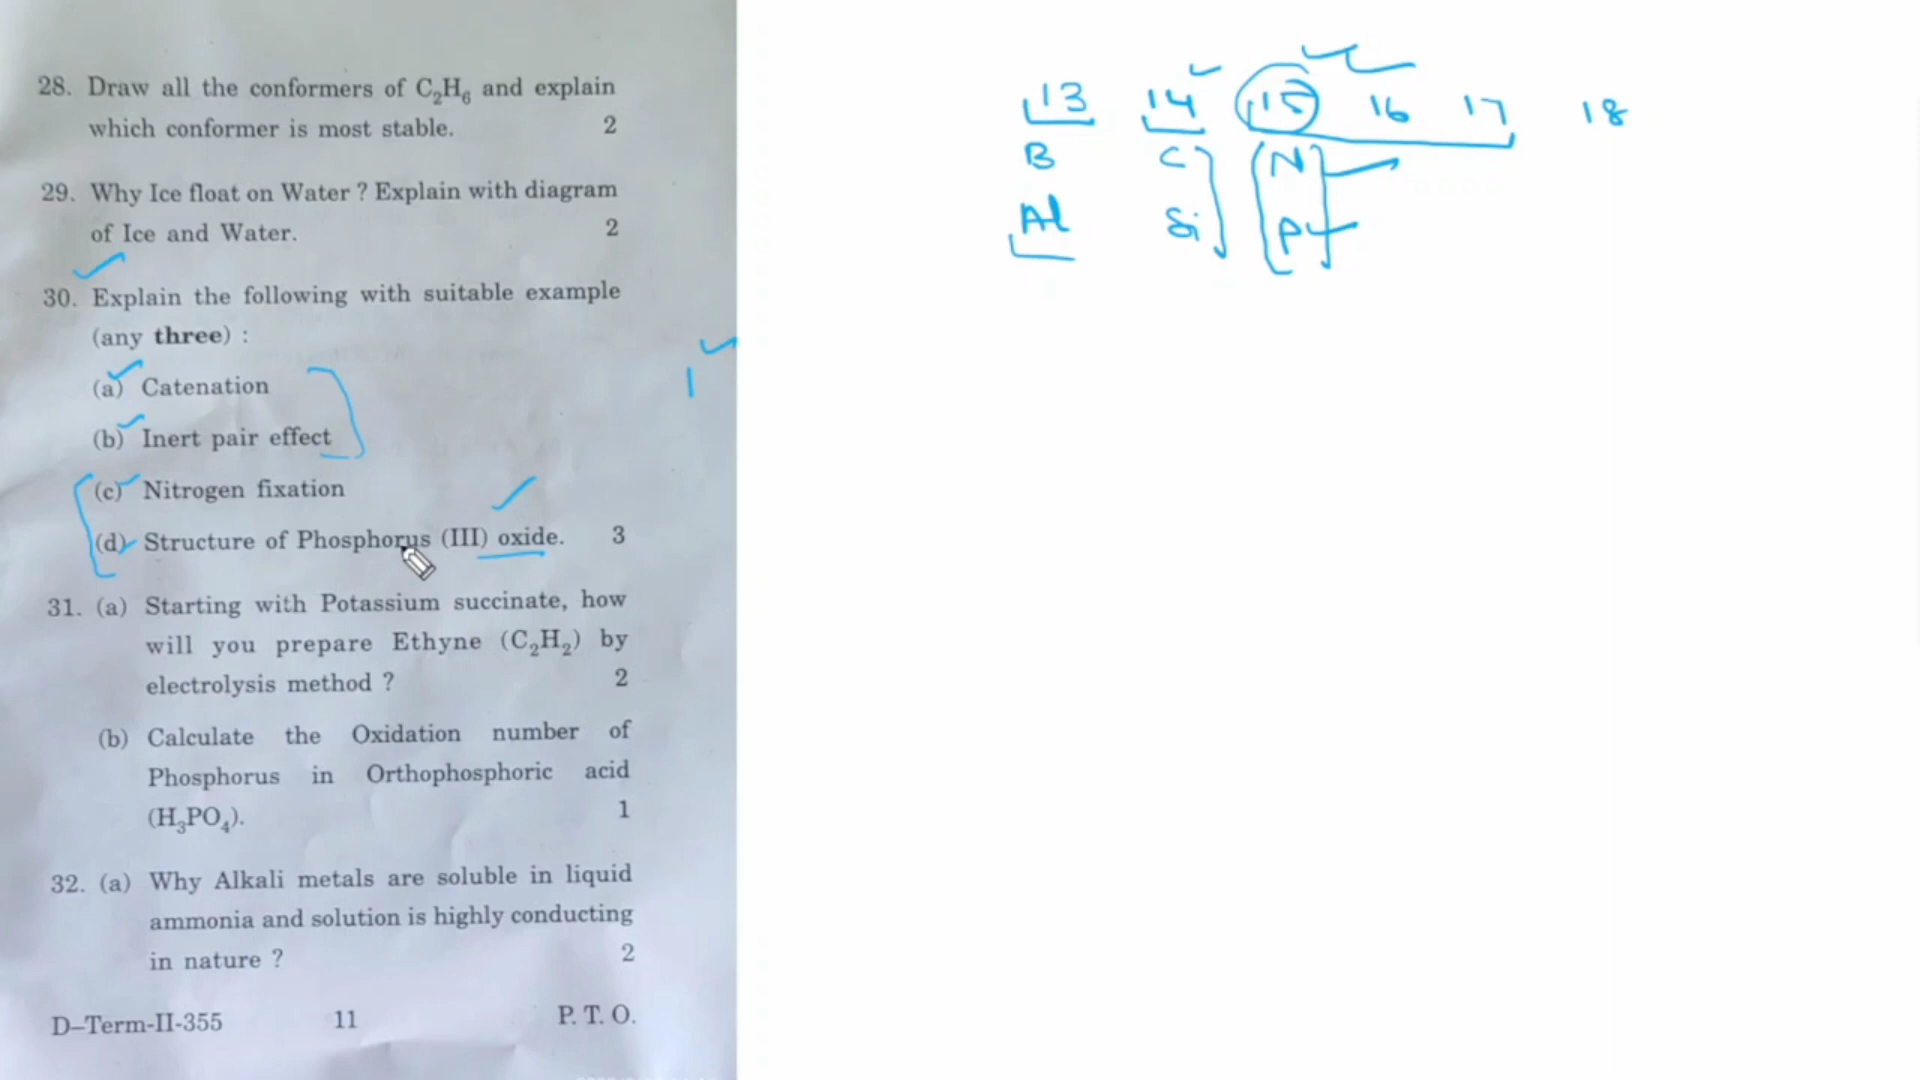 28. Draw all the conformers of C₂H₆ and explain
which conformer is most stable. 2
29. Why Ice float on Water ? Explain with diagram
of Ice and Water. 2
30. Explain the following with suitable example
(any three) :
(a) Catenation
(b) Inert pair effect
(c) Nitrogen fixation
(d) Structure of Phosphorus (III) oxide. 3
31. (a) Starting with Potassium succinate, how
will you prepare Ethyne (C₂H₂) by
electrolysis method ? 2
(b) Calculate the Oxidation number of
Phosphorus in Orthophosphoric acid
(H₃PO₄). 1
32. (a) Why Alkali metals are soluble in liquid
ammonia and solution is highly conducting
in nature ? 2
D–Term-II-355 11 P. T. O.
1
13 14 15 16 17 18
B C N
Al Si P